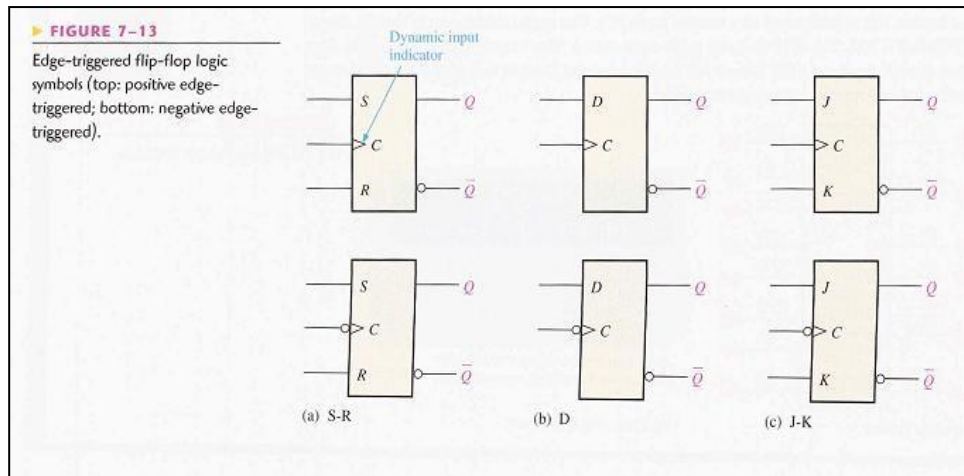 FIGURE 7–13
Edge-triggered flip-flop logic
symbols (top: positive edge-
triggered; bottom: negative edge-
triggered).
Dynamic input
indicator
S Q
C
R Q̅
D Q
C
Q̅
J Q
C
K Q̅
S Q
C
R Q̅
D Q
C
Q̅
J Q
C
K Q̅
(a) S-R
(b) D
(c) J-K